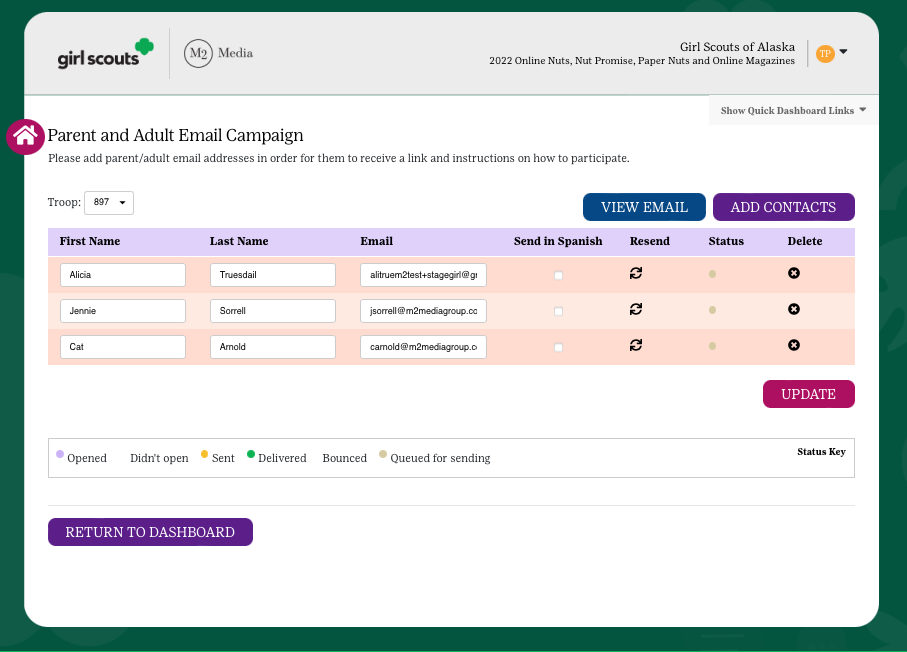 girl scouts
M2 Media
Girl Scouts of Alaska
2022 Online Nuts, Nut Promise, Paper Nuts and Online Magazines
TP
Show Quick Dashboard Links
Parent and Adult Email Campaign
Please add parent/adult email addresses in order for them to receive a link and instructions on how to participate.
Troop: 897
VIEW EMAIL ADD CONTACTS
First Name Last Name Email Send in Spanish Resend Status Delete
Alicia Truesdail alitruem2test+stagegirl@gr
Jennie Sorrell jsorrell@m2mediagroup.cc
Cat Arnold carnold@m2mediagroup.c
UPDATE
Status Key
Opened Didn't open Sent Delivered Bounced Queued for sending
RETURN TO DASHBOARD